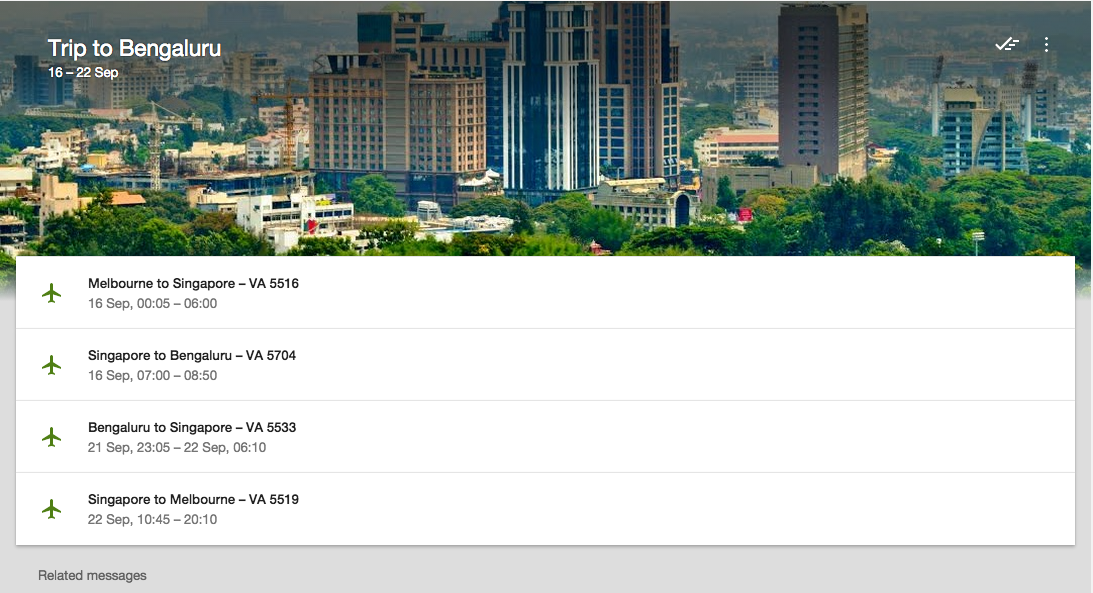 Trip to Bengaluru
16 – 22 Sep
Melbourne to Singapore – VA 5516
16 Sep, 00:05 – 06:00
Singapore to Bengaluru – VA 5704
16 Sep, 07:00 – 08:50
Bengaluru to Singapore – VA 5533
21 Sep, 23:05 – 22 Sep, 06:10
Singapore to Melbourne – VA 5519
22 Sep, 10:45 – 20:10
Related messages